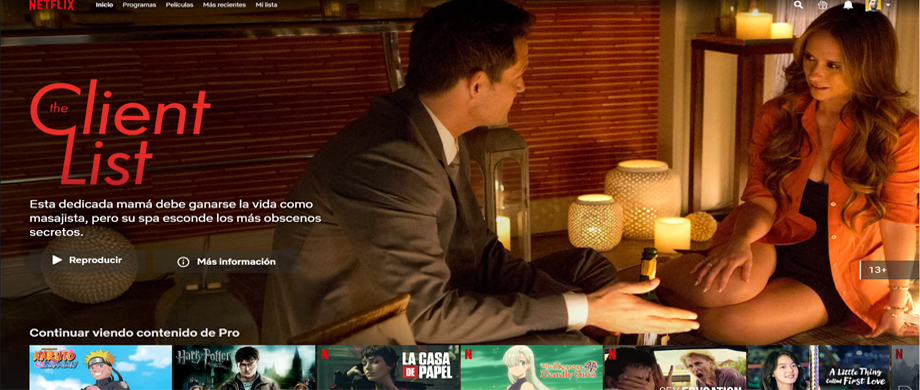 NETFLIX
Inicio Programas Películas Más recientes Mi lista
the
Client
List
Esta dedicada mamá debe ganarse la vida como
masajista, pero su spa esconde los más obscenos
secretos.
Reproducir Más información
13+
Continuar viendo contenido de Pro
NARUTO
Harry Potter
LA CASA
DE PAPEL
Deadly Sins
SEX EDUCATION
A LITTLE THING
Called FIRST LOVE